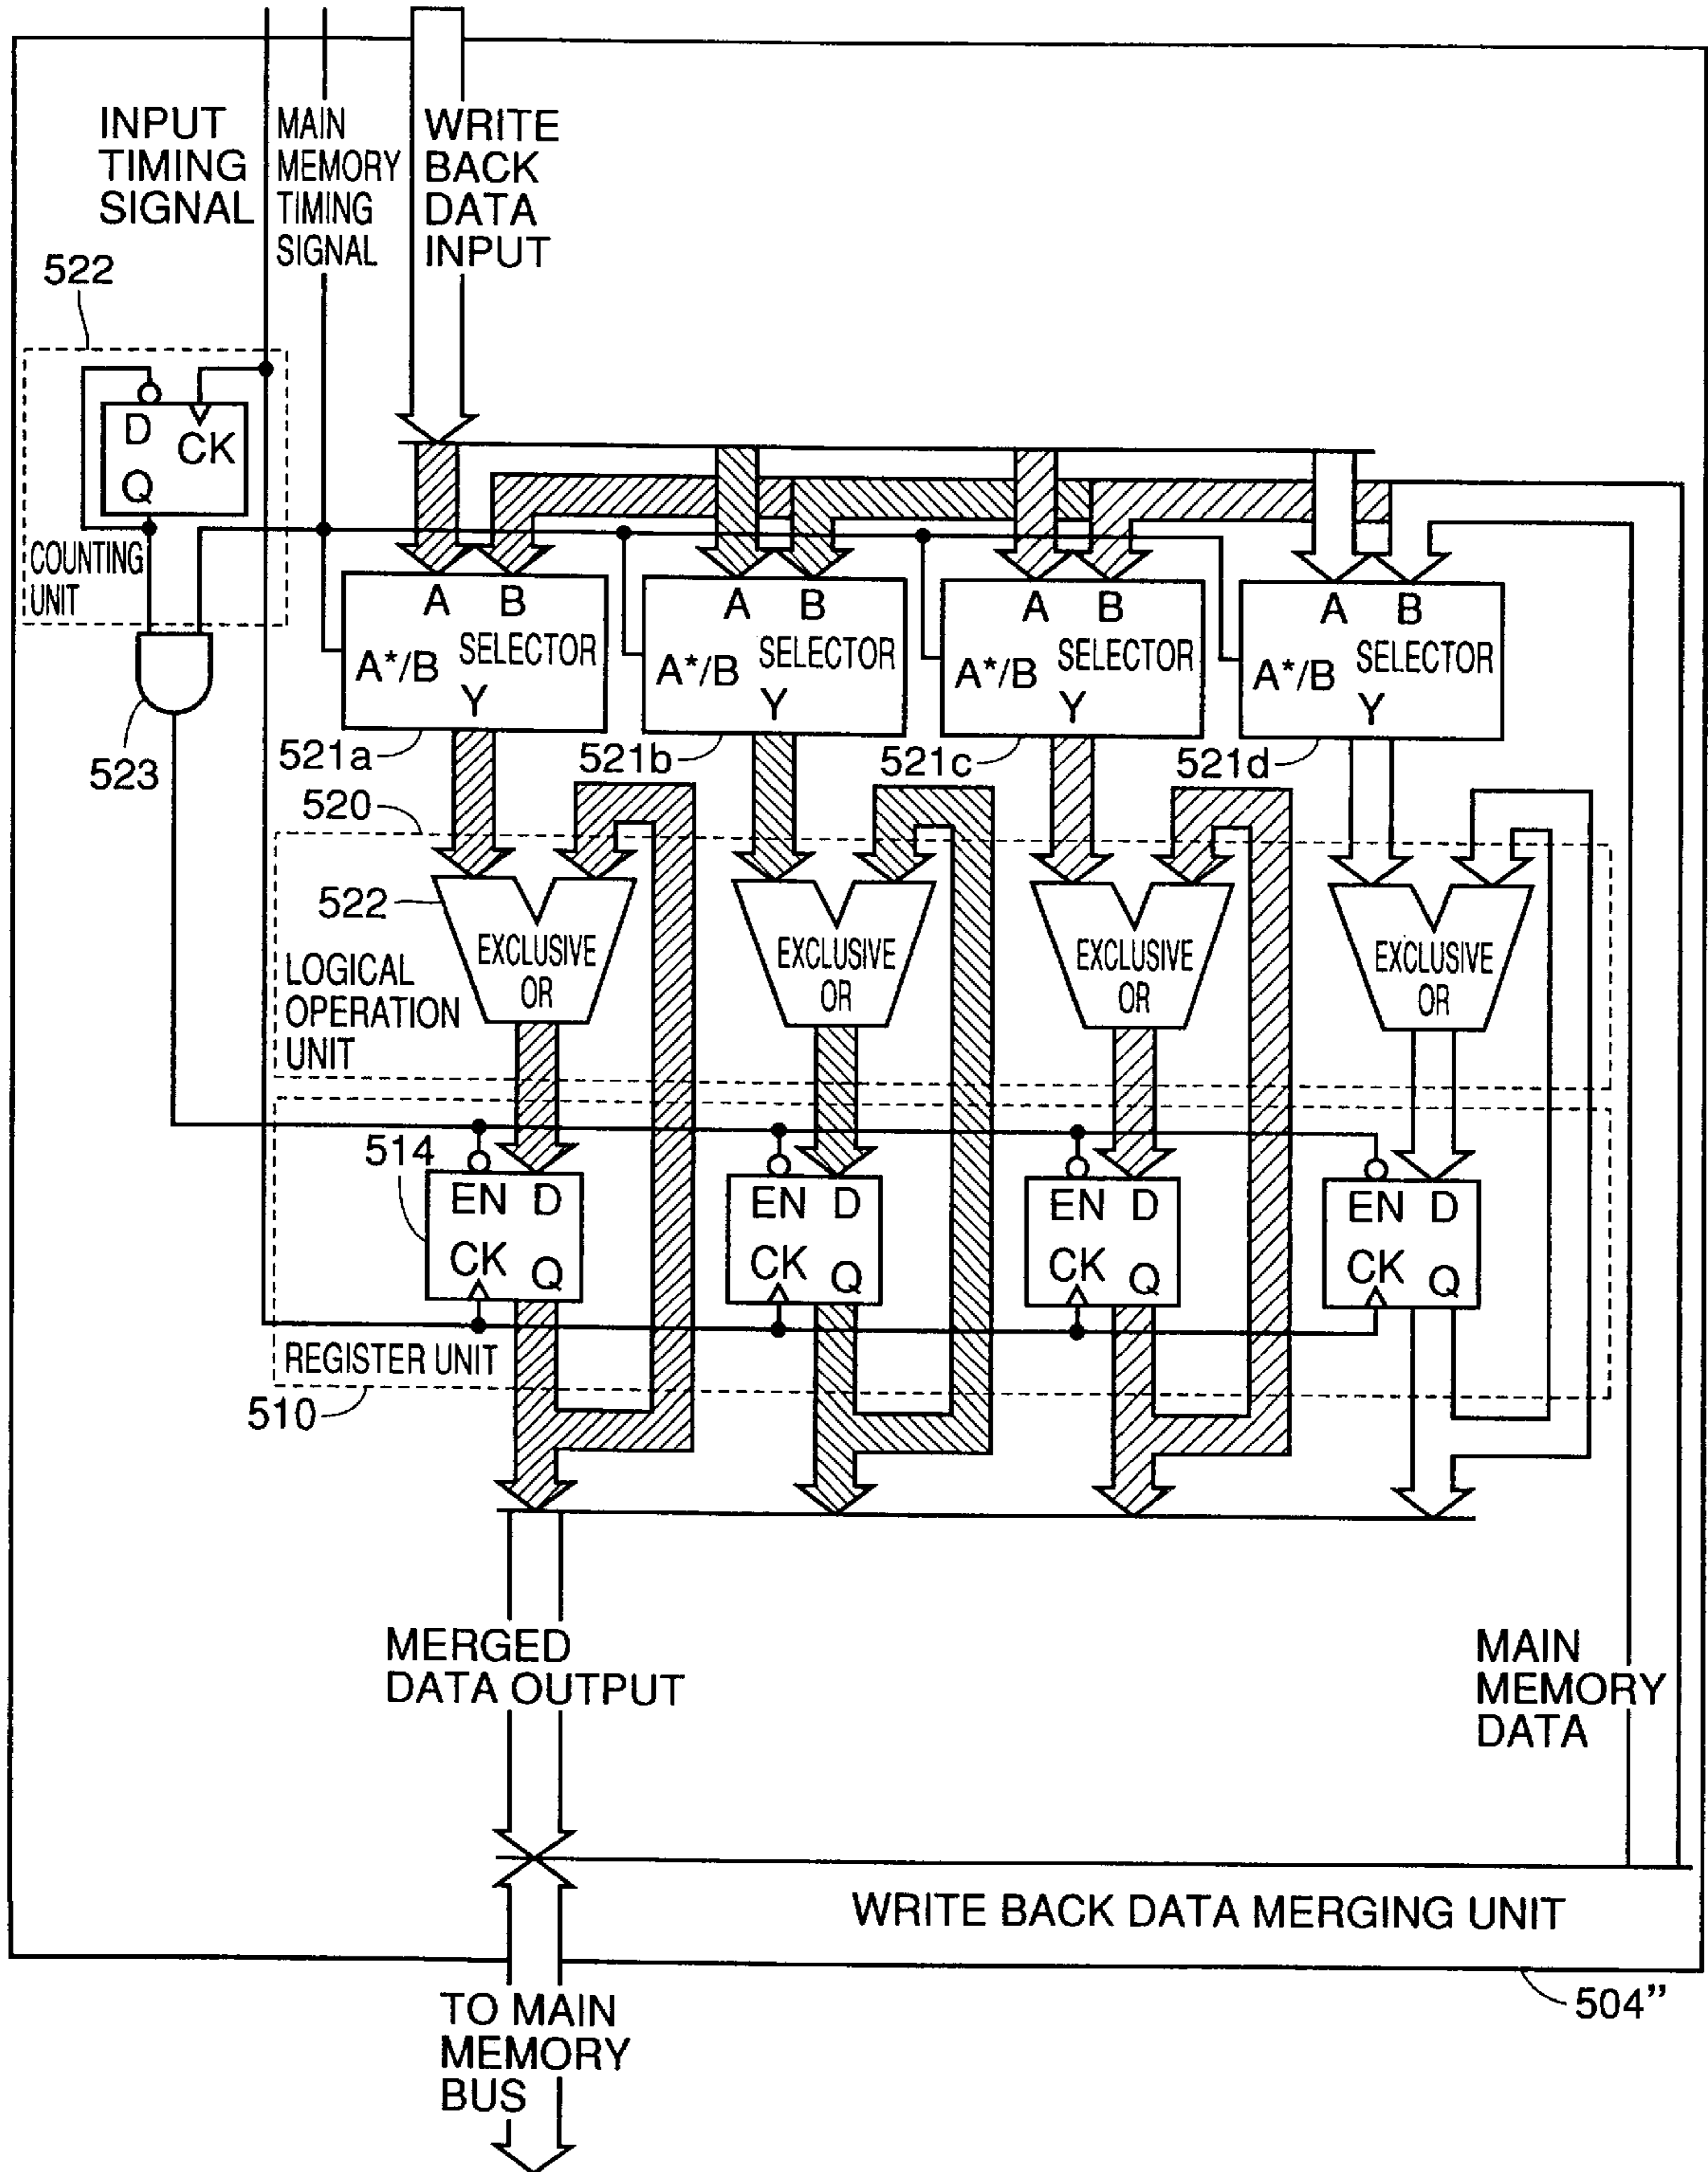 INPUT
TIMING
SIGNAL
MAIN
MEMORY
TIMING
SIGNAL
WRITE
BACK
DATA
INPUT
522
D
CK
Q
COUNTING
UNIT
523
A B
SELECTOR
A*/B
Y
A B
SELECTOR
A*/B
Y
A B
SELECTOR
A*/B
Y
A B
SELECTOR
A*/B
Y
521a
521b
521c
521d
520
522
EXCLUSIVE
OR
EXCLUSIVE
OR
EXCLUSIVE
OR
EXCLUSIVE
OR
LOGICAL
OPERATION
UNIT
514
EN D
CK Q
EN D
CK Q
EN D
CK Q
EN D
CK Q
REGISTER UNIT
510
MERGED
DATA OUTPUT
MAIN
MEMORY
DATA
WRITE BACK DATA MERGING UNIT
504”
TO MAIN
MEMORY
BUS